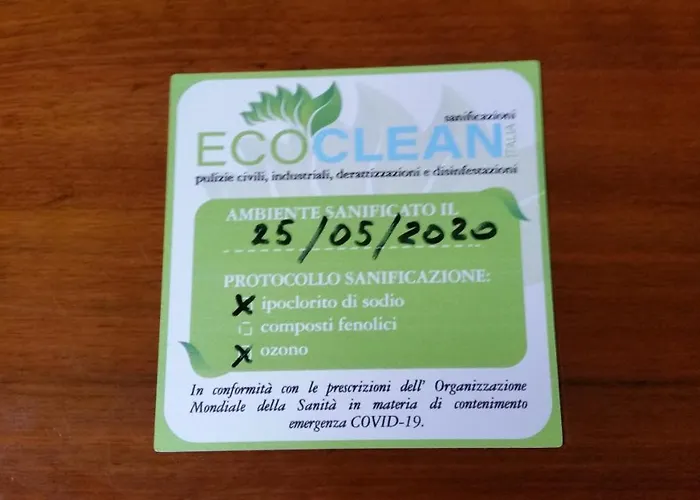 sanificazioni
ECOCLEAN
ITALIA
pulizie civili, industriali, derattizzazioni e disinfestazioni
AMBIENTE SANIFICATO IL
25/05/2020
PROTOCOLLO SANIFICAZIONE:
X ipoclorito di sodio
composti fenolici
X ozono
In conformità con le prescrizioni dell' Organizzazione
Mondiale della Sanità in materia di contenimento
emergenza COVID-19.